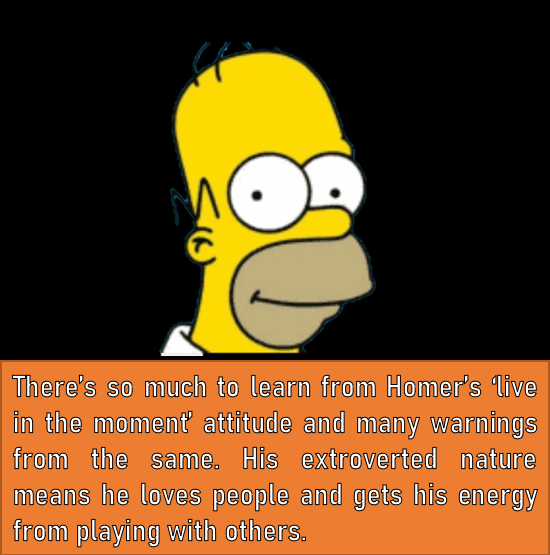 There's so much to learn from Homer's ‘live
in the moment’ attitude and many warnings
from the same. His extroverted nature
means he loves people and gets his energy
from playing with others.